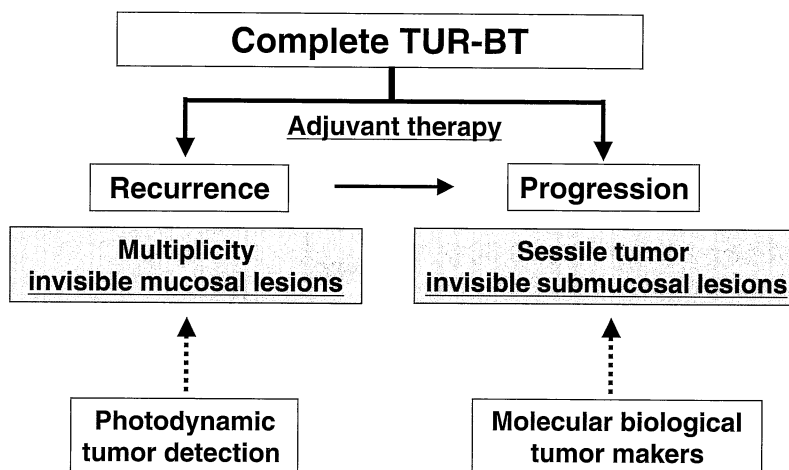 Complete TUR-BT
Adjuvant therapy
Recurrence
Progression
Multiplicity
invisible mucosal lesions
Sessile tumor
invisible submucosal lesions
Photodynamic
tumor detection
Molecular biological
tumor makers